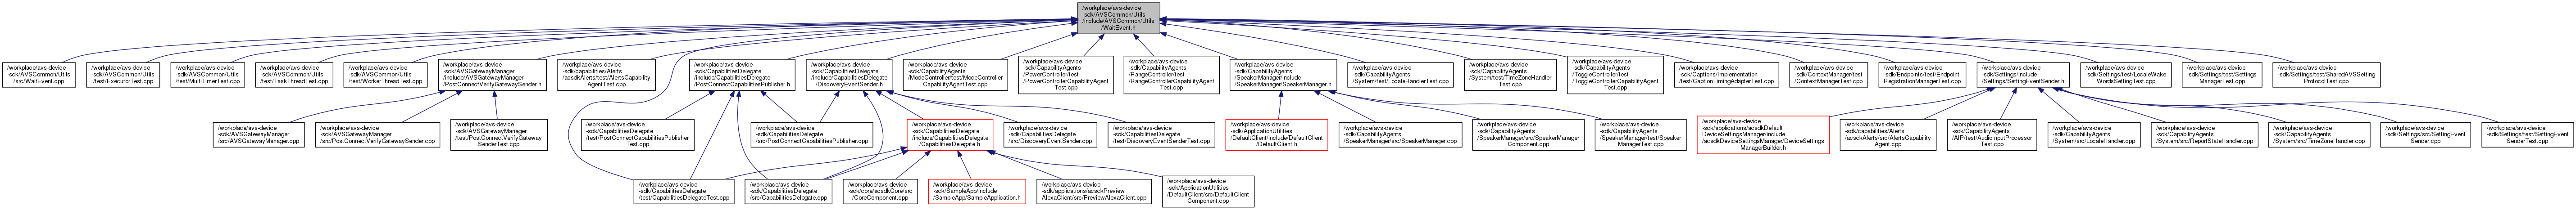 /workplace/avs-device
-sdk/AVSCommon/Utils
/include/AVSCommon/Utils
/WaitEvent.h
/workplace/avs-device
-sdk/AVSCommon/Utils
/src/WaitEvent.cpp
/workplace/avs-device
-sdk/AVSCommon/Utils
/test/ExecutorTest.cpp
/workplace/avs-device
-sdk/AVSCommon/Utils
/test/MultiTimerTest.cpp
/workplace/avs-device
-sdk/AVSCommon/Utils
/test/TaskThreadTest.cpp
/workplace/avs-device
-sdk/AVSCommon/Utils
/test/WorkerThreadTest.cpp
/workplace/avs-device
-sdk/AVSGatewayManager
/include/AVSGatewayManager
/PostConnectVerifyGatewaySender.h
/workplace/avs-device
-sdk/capabilities/Alerts
/acsdkAlerts/test/AlertsCapability
AgentTest.cpp
/workplace/avs-device
-sdk/CapabilitiesDelegate
/include/CapabilitiesDelegate
/PostConnectCapabilitiesPublisher.h
/workplace/avs-device
-sdk/CapabilitiesDelegate
/include/CapabilitiesDelegate
/DiscoveryEventSender.h
/workplace/avs-device
-sdk/CapabilityAgents
/ModeController/test/ModeController
CapabilityAgentTest.cpp
/workplace/avs-device
-sdk/CapabilityAgents
/PowerController/test
/PowerControllerCapabilityAgent
Test.cpp
/workplace/avs-device
-sdk/CapabilityAgents
/RangeController/test
/RangeControllerCapabilityAgent
Test.cpp
/workplace/avs-device
-sdk/CapabilityAgents
/SpeakerManager/include
/SpeakerManager/SpeakerManager.h
/workplace/avs-device
-sdk/CapabilityAgents
/System/test/LocaleHandlerTest.cpp
/workplace/avs-device
-sdk/CapabilityAgents
/System/test/TimeZoneHandler
Test.cpp
/workplace/avs-device
-sdk/CapabilityAgents
/ToggleController/test
/ToggleControllerCapabilityAgent
Test.cpp
/workplace/avs-device
-sdk/Captions/Implementation
/test/CaptionTimingAdapterTest.cpp
/workplace/avs-device
-sdk/ContextManager/test
/ContextManagerTest.cpp
/workplace/avs-device
-sdk/Endpoints/test/Endpoint
RegistrationManagerTest.cpp
/workplace/avs-device
-sdk/Settings/include
/Settings/SettingEventSender.h
/workplace/avs-device
-sdk/Settings/test/LocaleWake
WordsSettingTest.cpp
/workplace/avs-device
-sdk/Settings/test/Settings
ManagerTest.cpp
/workplace/avs-device
-sdk/Settings/test/SharedAVSSetting
ProtocolTest.cpp
/workplace/avs-device
-sdk/AVSGatewayManager
/src/AVSGatewayManager.cpp
/workplace/avs-device
-sdk/AVSGatewayManager
/src/PostConnectVerifyGatewaySender.cpp
/workplace/avs-device
-sdk/AVSGatewayManager
/test/PostConnectVerifyGateway
SenderTest.cpp
/workplace/avs-device
-sdk/CapabilitiesDelegate
/test/PostConnectCapabilitiesPublisher
Test.cpp
/workplace/avs-device
-sdk/CapabilitiesDelegate
/src/PostConnectCapabilitiesPublisher.cpp
/workplace/avs-device
-sdk/CapabilitiesDelegate
/include/CapabilitiesDelegate
/CapabilitiesDelegate.h
/workplace/avs-device
-sdk/CapabilitiesDelegate
/src/DiscoveryEventSender.cpp
/workplace/avs-device
-sdk/CapabilitiesDelegate
/test/DiscoveryEventSenderTest.cpp
/workplace/avs-device
-sdk/ApplicationUtilities
/DefaultClient/include/DefaultClient
/DefaultClient.h
/workplace/avs-device
-sdk/CapabilityAgents
/SpeakerManager/src/SpeakerManager.cpp
/workplace/avs-device
-sdk/CapabilityAgents
/SpeakerManager/src/SpeakerManager
Component.cpp
/workplace/avs-device
-sdk/CapabilityAgents
/SpeakerManager/test/Speaker
ManagerTest.cpp
/workplace/avs-device
-sdk/applications/acsdkDefault
DeviceSettingsManager/include
/acsdkDeviceSettingsManager/DeviceSettings
ManagerBuilder.h
/workplace/avs-device
-sdk/capabilities/Alerts
/acsdkAlerts/src/AlertsCapability
Agent.cpp
/workplace/avs-device
-sdk/CapabilityAgents
/AIP/test/AudioInputProcessor
Test.cpp
/workplace/avs-device
-sdk/CapabilityAgents
/System/src/LocaleHandler.cpp
/workplace/avs-device
-sdk/CapabilityAgents
/System/src/ReportStateHandler.cpp
/workplace/avs-device
-sdk/CapabilityAgents
/System/src/TimeZoneHandler.cpp
/workplace/avs-device
-sdk/Settings/src/SettingEvent
Sender.cpp
/workplace/avs-device
-sdk/Settings/test/SettingEvent
SenderTest.cpp
/workplace/avs-device
-sdk/CapabilitiesDelegate
/test/CapabilitiesDelegateTest.cpp
/workplace/avs-device
-sdk/CapabilitiesDelegate
/src/CapabilitiesDelegate.cpp
/workplace/avs-device
-sdk/core/acsdkCore/src
/CoreComponent.cpp
/workplace/avs-device
-sdk/SampleApp/include
/SampleApp/SampleApplication.h
/workplace/avs-device
-sdk/applications/acsdkPreview
AlexaClient/src/PreviewAlexaClient.cpp
/workplace/avs-device
-sdk/ApplicationUtilities
/DefaultClient/src/DefaultClient
Component.cpp